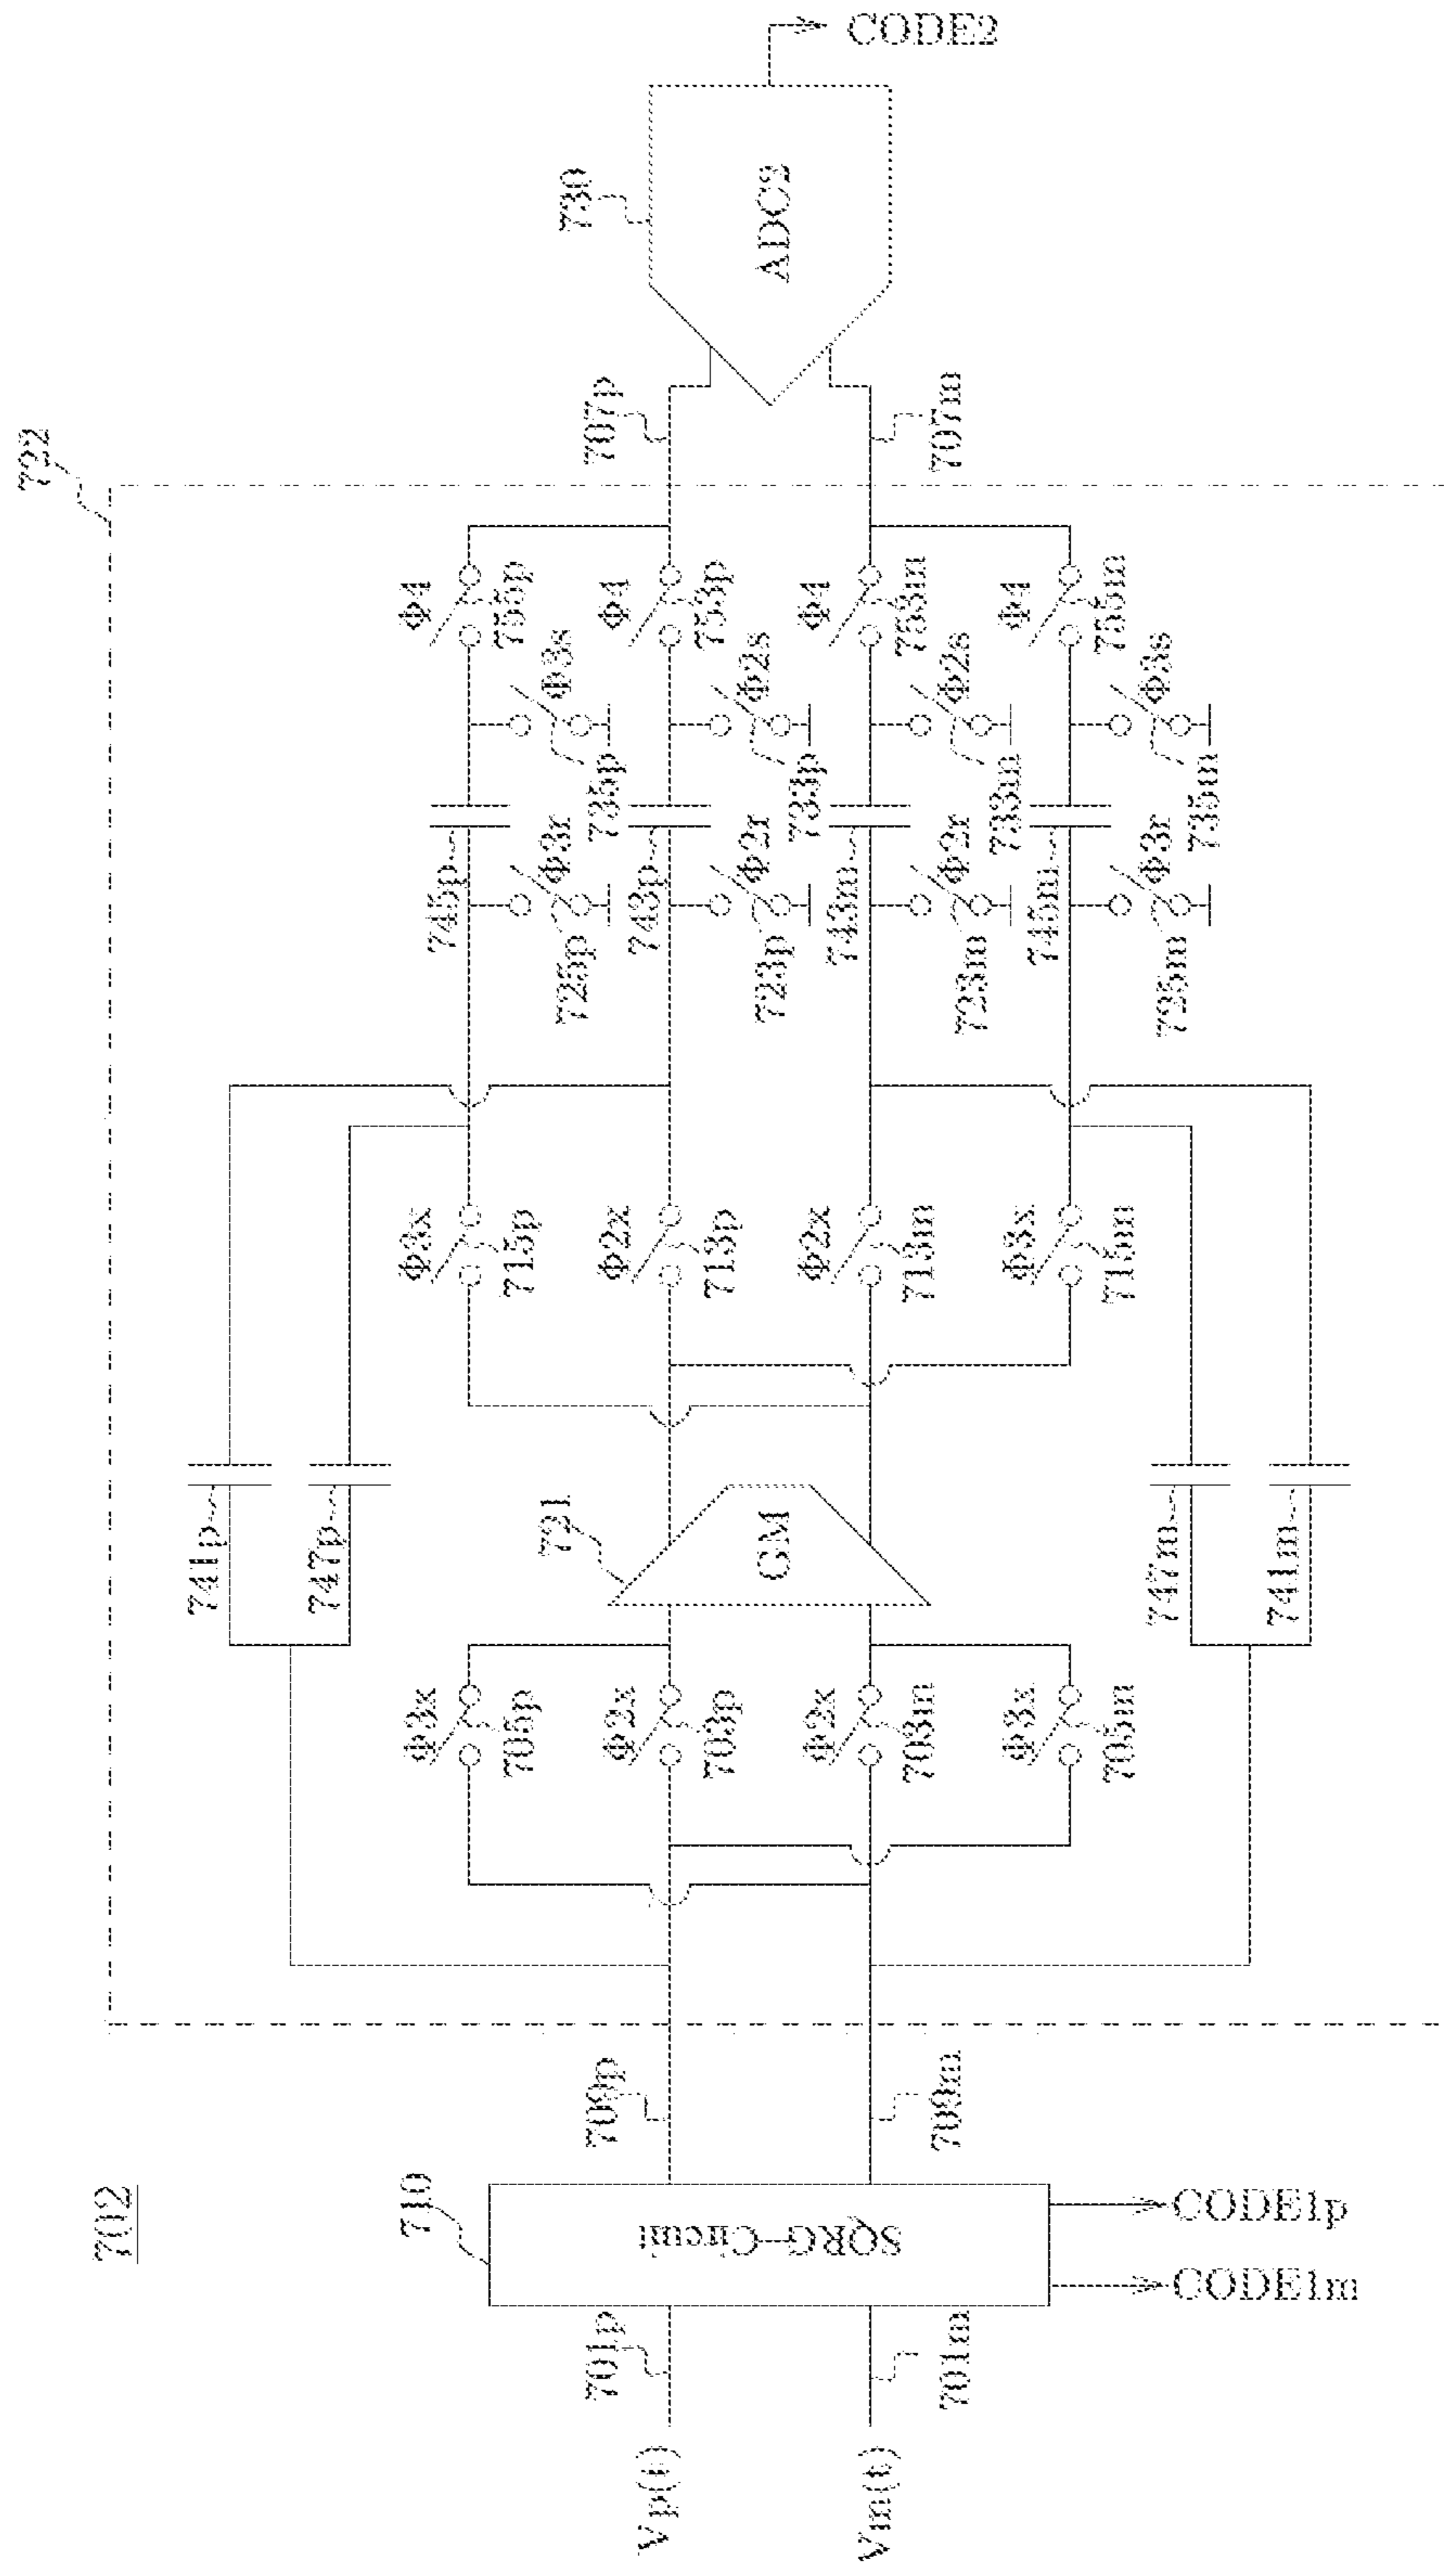 702
722
Vp(t)
Vm(t)
701p
701m
710
SQRG-Circuit
CODE1p
CODE1m
709p
709m
741p
747p
747m
741m
Φ3x
705p
Φ2x
703p
Φ2x
703m
Φ3x
705m
721
GM
Φ3x
715p
Φ2x
713p
Φ2x
713m
Φ3x
715m
745p
Φ3r
725p
Φ3s
735p
743p
Φ2r
723p
Φ2s
733p
743m
Φ2r
723m
Φ2s
733m
745m
Φ3r
725m
Φ3s
735m
Φ4
755p
Φ4
753p
Φ4
753m
Φ4
755m
707p
707m
730
ADC2
CODE2